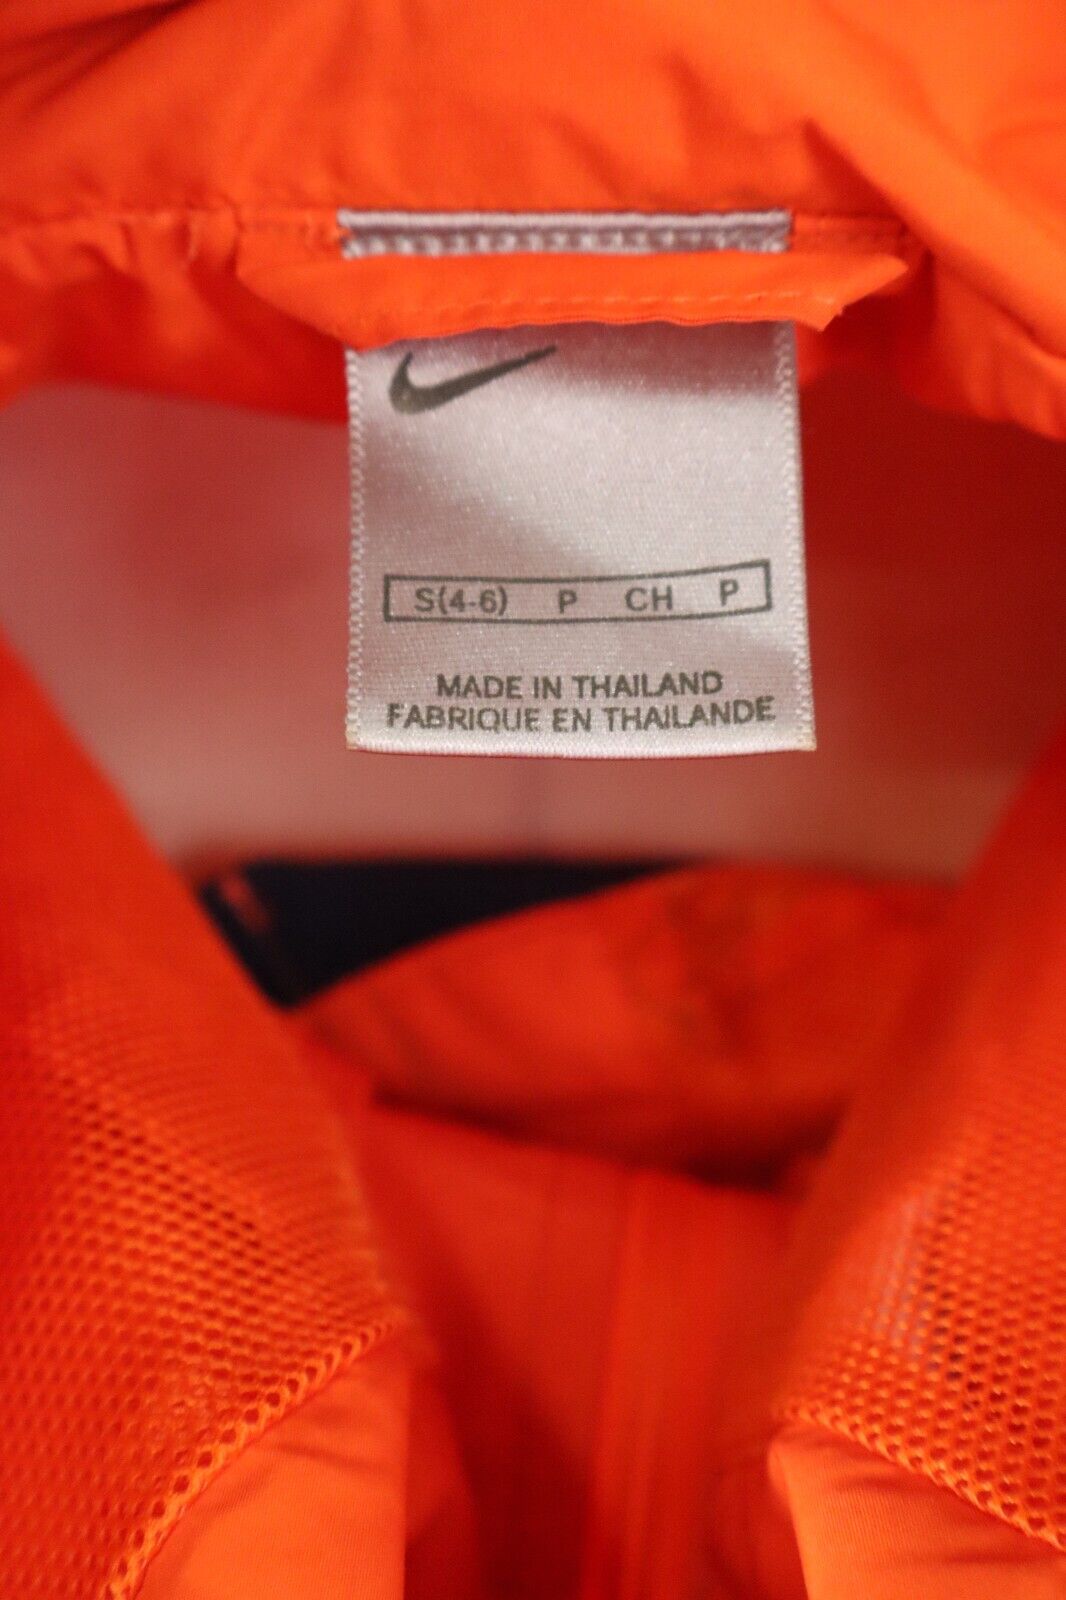 S(4-6) P CH P
MADE IN THAILAND
FABRIQUE EN THAILANDE